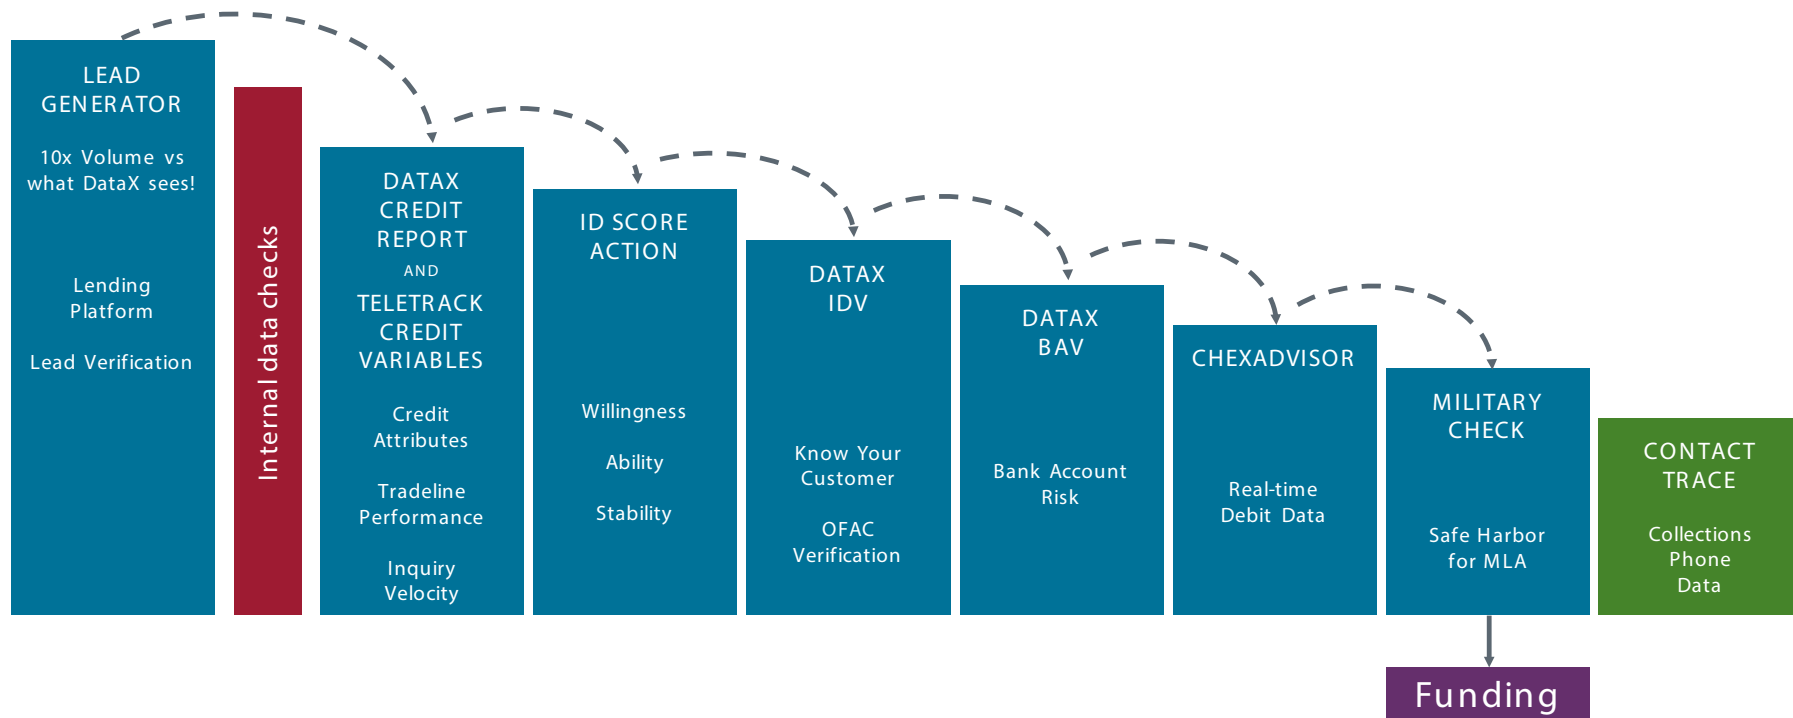 LEAD
GENERATOR
10x Volume vs
what DataX sees!
Lending
Platform
Lead Verification
Internal data checks
DATAX
CREDIT
REPORT
AND
TELETRACK
CREDIT
VARIABLES
Credit
Attributes
Tradeline
Performance
Inquiry
Velocity
ID SCORE
ACTION
Willingness
Ability
Stability
DATAX
IDV
Know Your
Customer
OFAC
Verification
DATAX
BAV
Bank Account
Risk
CHEXADVISOR
Real-time
Debit Data
MILITARY
CHECK
Safe Harbor
for MLA
CONTACT
TRACE
Collections
Phone
Data
Funding